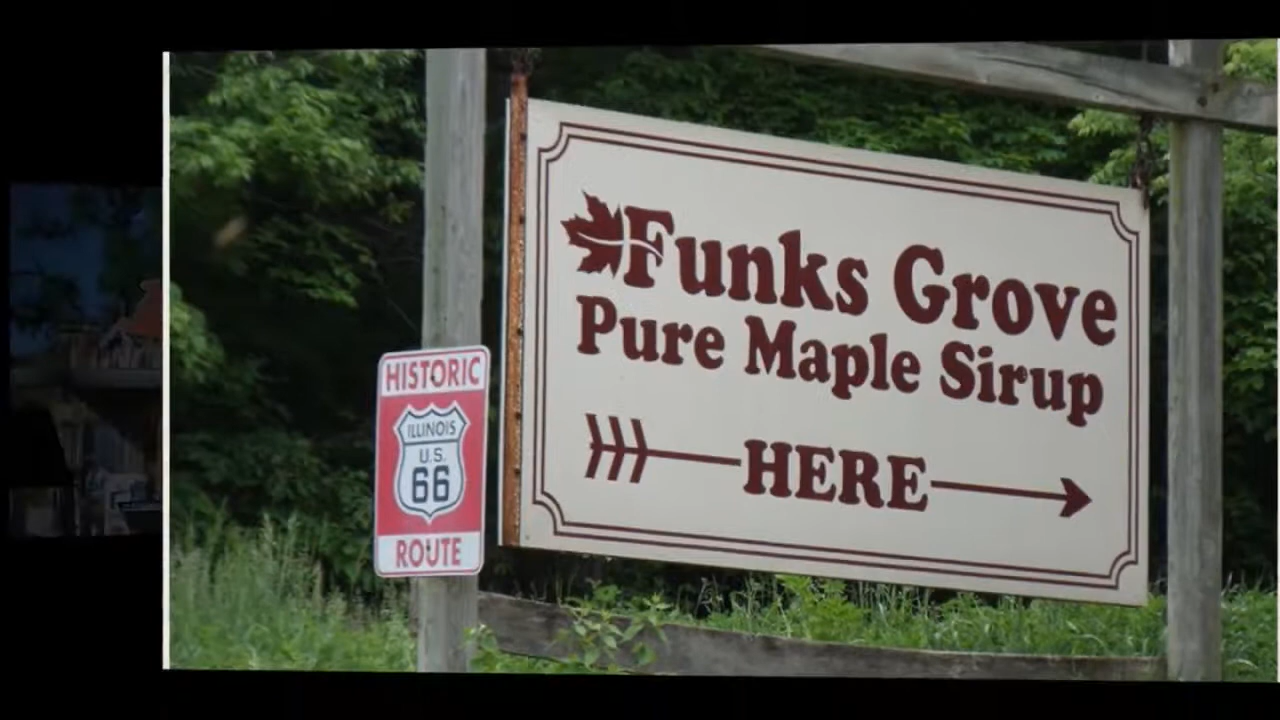 HISTORIC
ILLINOIS
U.S.
66
ROUTE
Funks Grove
Pure Maple Sirup
HERE